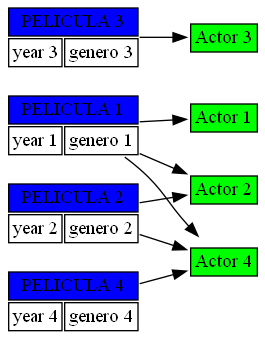 PELICULA 3
year 3 genero 3
Actor 3
PELICULA 1
year 1 genero 1
Actor 1
PELICULA 2
year 2 genero 2
Actor 2
PELICULA 4
year 4 genero 4
Actor 4